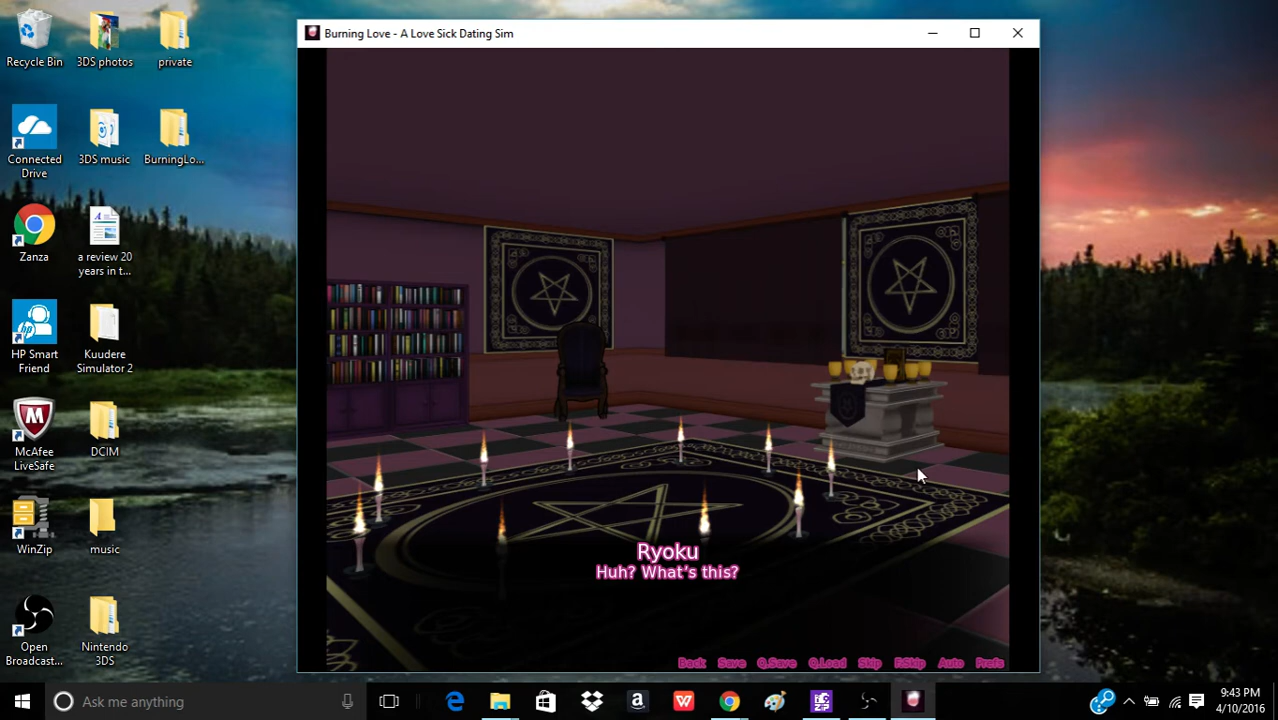 Burning Love - A Love Sick Dating Sim
Recycle Bin
3DS photos
private
Connected
Drive
3DS music
BurningLo...
Zanza
a review 20
years in t...
HP Smart
Friend
Kuudere
Simulator 2
McAfee
LiveSafe
DCIM
WinZip
music
Open
Broadcast...
Nintendo
3DS
Ryoku
Huh? What's this?
Back Save Q.Save Q.Load Skip F.Skip Auto Prefs
Ask me anything
9:43 PM
4/10/2016